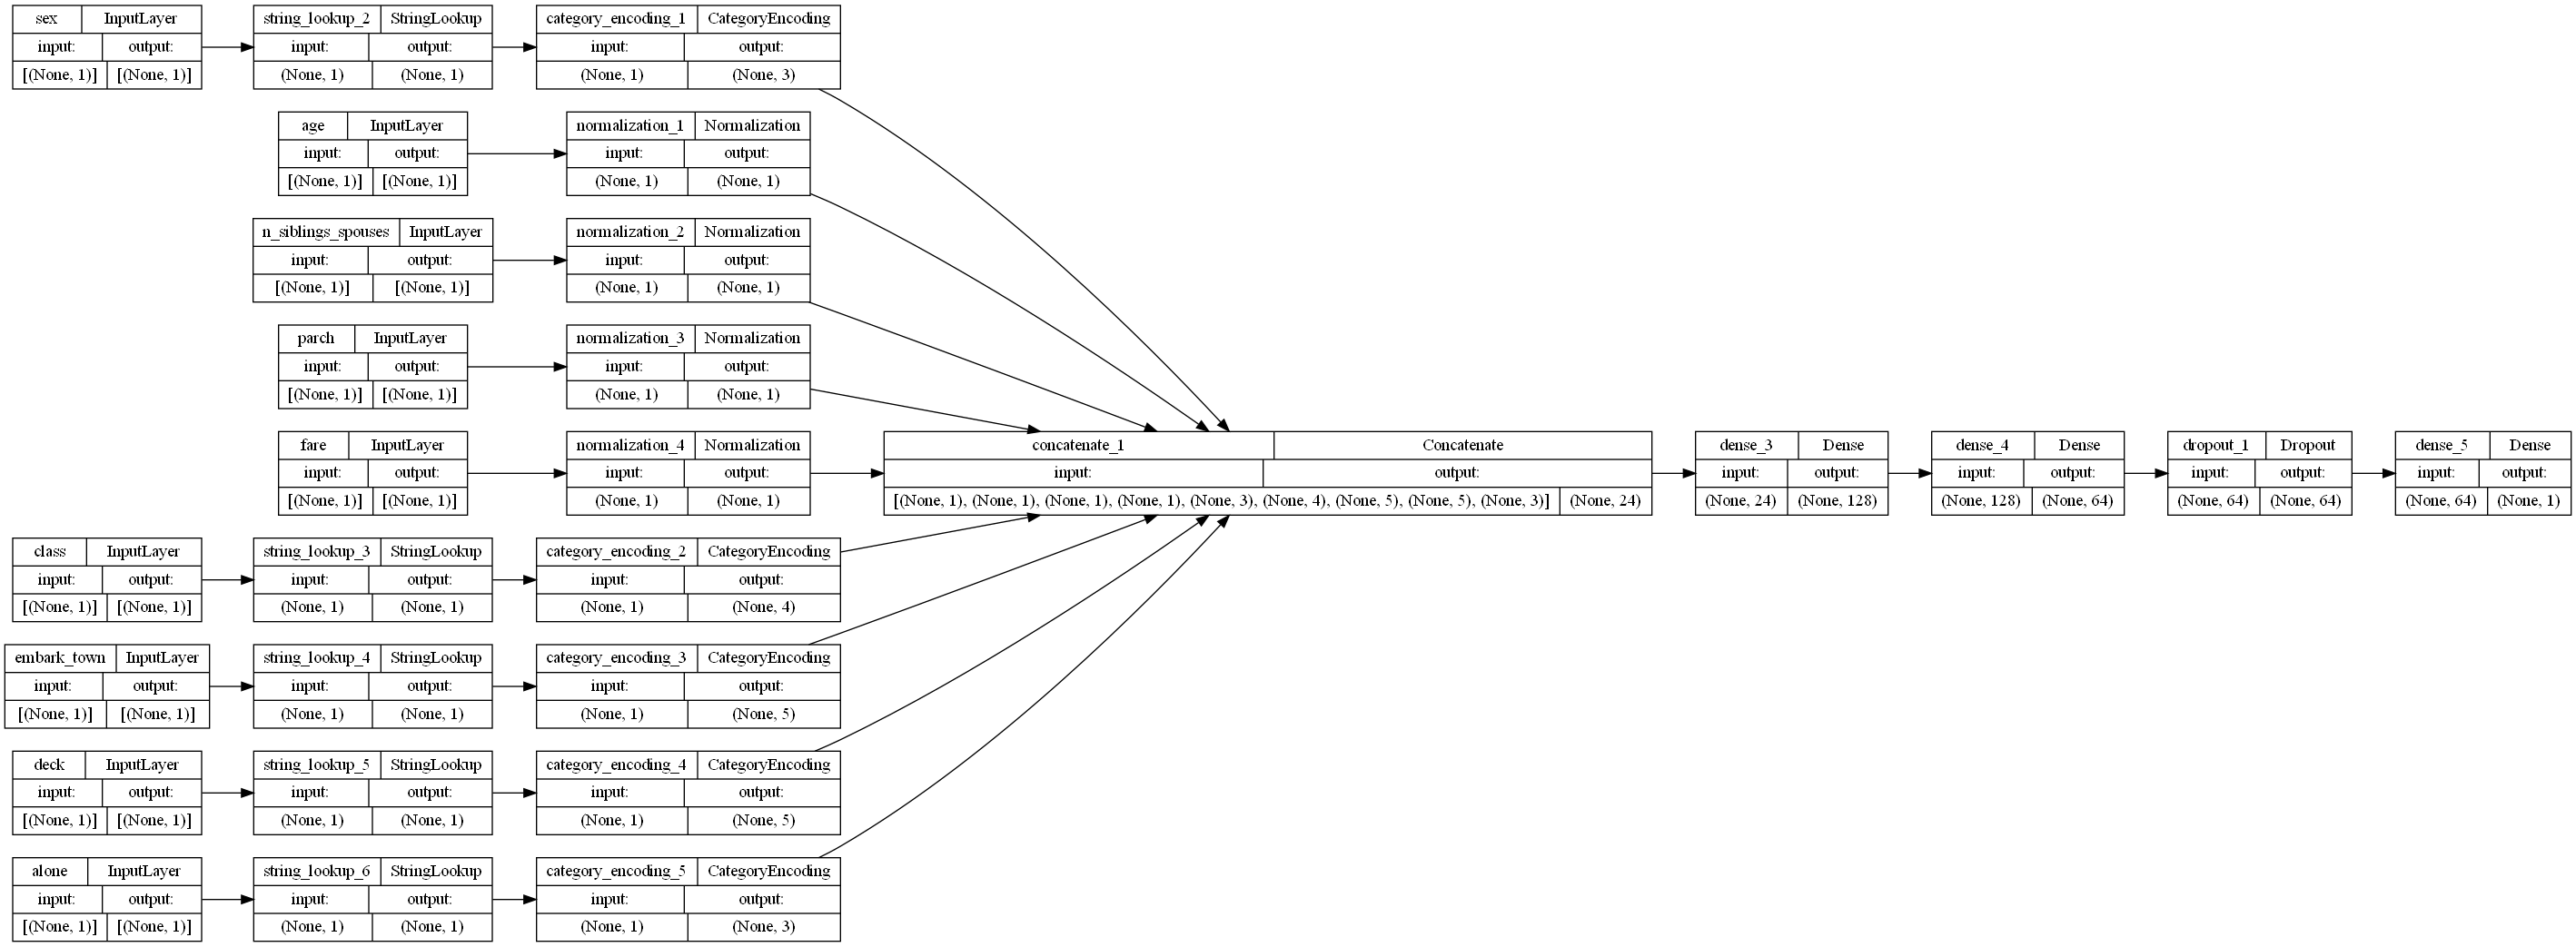 sex InputLayer
input: output:
[(None, 1)] [(None, 1)]
string_lookup_2 StringLookup
input: output:
(None, 1) (None, 1)
category_encoding_1 CategoryEncoding
input: output:
(None, 1) (None, 3)
age InputLayer
input: output:
[(None, 1)] [(None, 1)]
normalization_1 Normalization
input: output:
(None, 1) (None, 1)
n_siblings_spouses InputLayer
input: output:
[(None, 1)] [(None, 1)]
normalization_2 Normalization
input: output:
(None, 1) (None, 1)
parch InputLayer
input: output:
[(None, 1)] [(None, 1)]
normalization_3 Normalization
input: output:
(None, 1) (None, 1)
fare InputLayer
input: output:
[(None, 1)] [(None, 1)]
normalization_4 Normalization
input: output:
(None, 1) (None, 1)
concatenate_1 Concatenate
input: output:
[(None, 1), (None, 1), (None, 1), (None, 1), (None, 3), (None, 4), (None, 5), (None, 5), (None, 3)] (None, 24)
dense_3 Dense
input: output:
(None, 24) (None, 128)
dense_4 Dense
input: output:
(None, 128) (None, 64)
dropout_1 Dropout
input: output:
(None, 64) (None, 64)
dense_5 Dense
input: output:
(None, 64) (None, 1)
class InputLayer
input: output:
[(None, 1)] [(None, 1)]
string_lookup_3 StringLookup
input: output:
(None, 1) (None, 1)
category_encoding_2 CategoryEncoding
input: output:
(None, 1) (None, 4)
embark_town InputLayer
input: output:
[(None, 1)] [(None, 1)]
string_lookup_4 StringLookup
input: output:
(None, 1) (None, 1)
category_encoding_3 CategoryEncoding
input: output:
(None, 1) (None, 5)
deck InputLayer
input: output:
[(None, 1)] [(None, 1)]
string_lookup_5 StringLookup
input: output:
(None, 1) (None, 1)
category_encoding_4 CategoryEncoding
input: output:
(None, 1) (None, 5)
alone InputLayer
input: output:
[(None, 1)] [(None, 1)]
string_lookup_6 StringLookup
input: output:
(None, 1) (None, 1)
category_encoding_5 CategoryEncoding
input: output:
(None, 1) (None, 3)